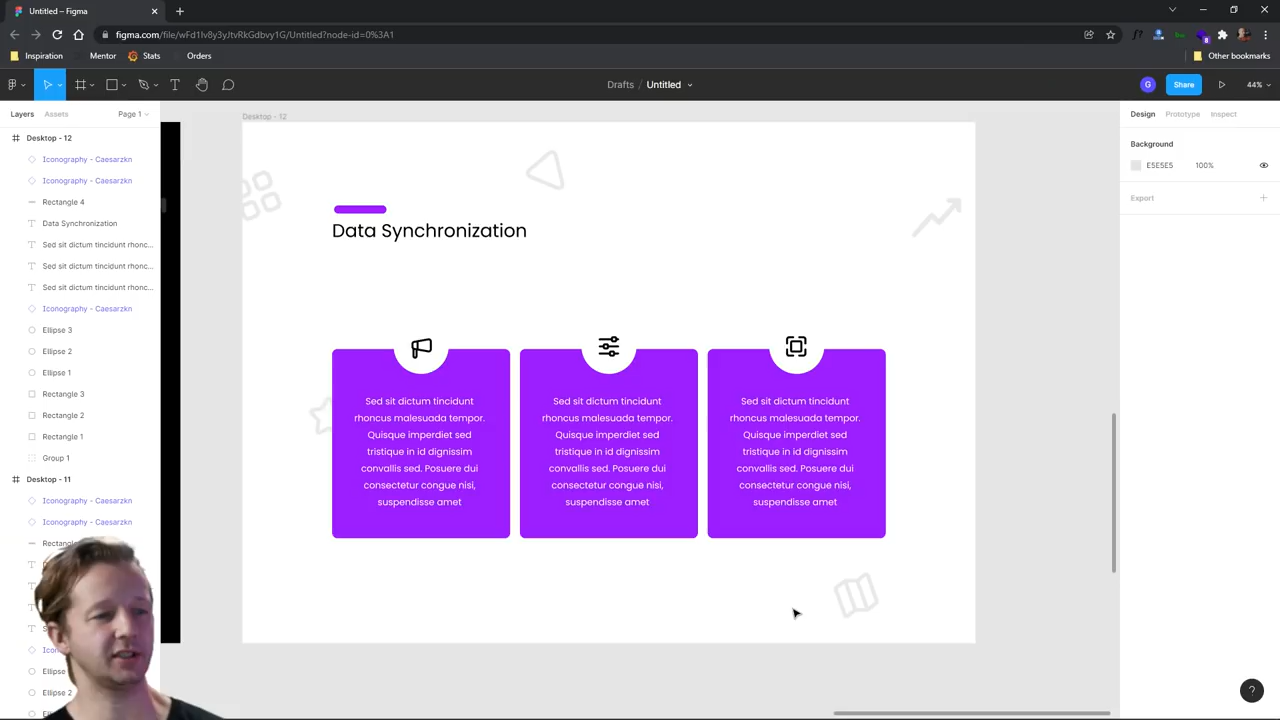 Untitled – Figma
figma.com/file/wFd1Iv8y3yJtvRkGdbvy1G/Untitled?node-id=0%3A1
Inspiration
Mentor
Stats
Orders
Other bookmarks
Drafts / Untitled
G
Share
44%
Layers
Assets
Page 1
Desktop - 12
Iconography - Caesarzkn
Iconography - Caesarzkn
Rectangle 4
Data Synchronization
Sed sit dictum tincidunt rhonc...
Sed sit dictum tincidunt rhonc...
Sed sit dictum tincidunt rhonc...
Iconography - Caesarzkn
Ellipse 3
Ellipse 2
Ellipse 1
Rectangle 3
Rectangle 2
Rectangle 1
Group 1
Desktop - 11
Iconography - Caesarzkn
Iconography - Caesarzkn
Ellipse 2
Desktop - 12
Data Synchronization
Sed sit dictum tincidunt
rhoncus malesuada tempor.
Quisque imperdiet sed
tristique in id dignissim
convallis sed. Posuere dui
consectetur congue nisi,
suspendisse amet
Sed sit dictum tincidunt
rhoncus malesuada tempor.
Quisque imperdiet sed
tristique in id dignissim
convallis sed. Posuere dui
consectetur congue nisi,
suspendisse amet
Sed sit dictum tincidunt
rhoncus malesuada tempor.
Quisque imperdiet sed
tristique in id dignissim
convallis sed. Posuere dui
consectetur congue nisi,
suspendisse amet
Design
Prototype
Inspect
Background
E5E5E5
100%
Export
?